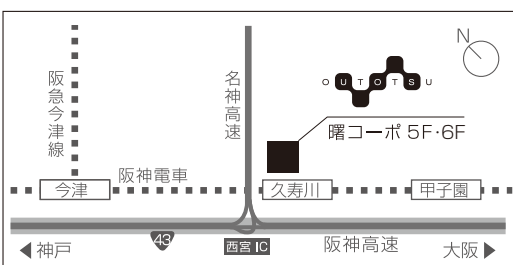 N
OUTOTSU
曙コーポ 5F･6F
阪急今津線
名神高速
阪神電車
今津
久寿川
甲子園
43
西宮 IC
阪神高速
◀神戸
大阪▶